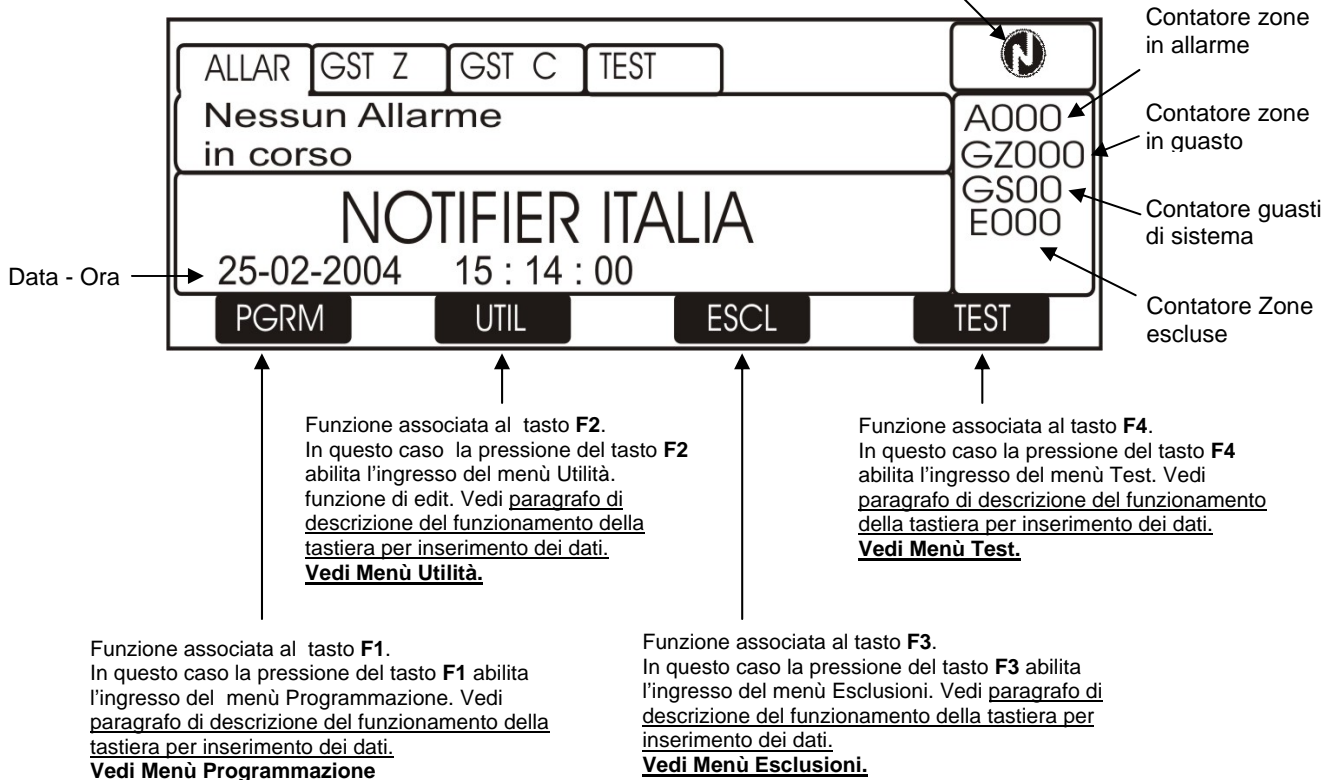 Contatore zone
in allarme
ALLAR GST Z GST C TEST
N
Nessun Allarme
in corso
A000
GZ000
GS00
E000
Contatore zone
in guasto
Contatore guasti
di sistema
Contatore Zone
escluse
NOTIFIER ITALIA
Data - Ora
25-02-2004 15 : 14 : 00
PGRM UTIL ESCL TEST
Funzione associata al tasto F2.
In questo caso la pressione del tasto F2
abilita l'ingresso del menù Utilità.
funzione di edit. Vedi paragrafo di
descrizione del funzionamento della
tastiera per inserimento dei dati.
Vedi Menù Utilità.
Funzione associata al tasto F4.
In questo caso la pressione del tasto F4
abilita l'ingresso del menù Test. Vedi
paragrafo di descrizione del funzionamento
della tastiera per inserimento dei dati.
Vedi Menù Test.
Funzione associata al tasto F1.
In questo caso la pressione del tasto F1 abilita
l'ingresso del menù Programmazione. Vedi
paragrafo di descrizione del funzionamento della
tastiera per inserimento dei dati.
Vedi Menù Programmazione
Funzione associata al tasto F3.
In questo caso la pressione del tasto F3 abilita
l'ingresso del menù Esclusioni. Vedi paragrafo di
descrizione del funzionamento della tastiera per
inserimento dei dati.
Vedi Menù Esclusioni.